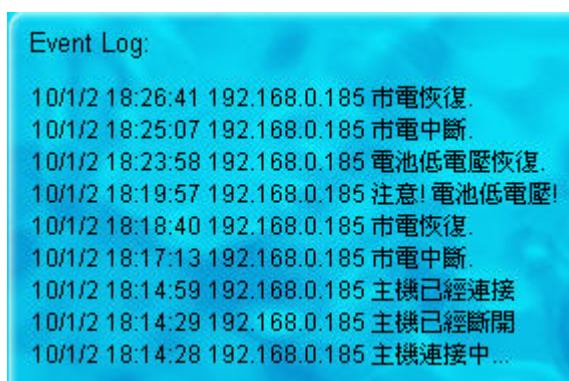 Event Log:
10/1/2 18:26:41 192.168.0.185 市電恢復.
10/1/2 18:25:07 192.168.0.185 市電中斷.
10/1/2 18:23:58 192.168.0.185 電池低電壓恢復.
10/1/2 18:19:57 192.168.0.185 注意! 電池低電壓!
10/1/2 18:18:40 192.168.0.185 市電恢復.
10/1/2 18:17:13 192.168.0.185 市電中斷.
10/1/2 18:14:59 192.168.0.185 主機已經連接
10/1/2 18:14:29 192.168.0.185 主機已經斷開
10/1/2 18:14:28 192.168.0.185 主機連接中...